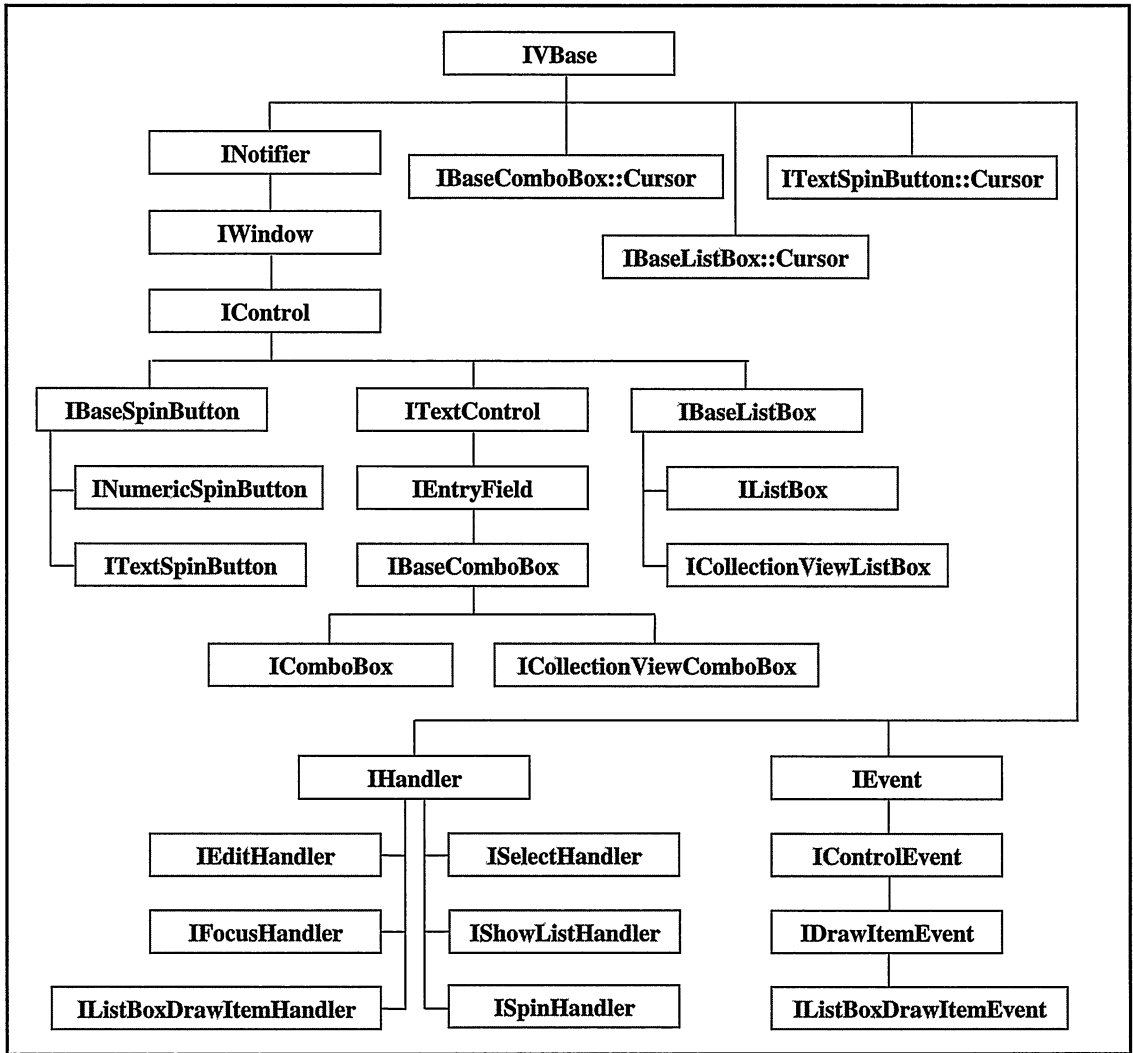 IVBase
INotifier
IBaseComboBox::Cursor
ITextSpinButton::Cursor
IWindow
IBaseListBox::Cursor
IControl
IBaseSpinButton
ITextControl
IBaseListBox
INumericSpinButton
IEntryField
IListBox
ITextSpinButton
IBaseComboBox
ICollectionViewListBox
IComboBox
ICollectionViewComboBox
IHandler
IEvent
IEditHandler
ISelectHandler
IControlEvent
IFocusHandler
IShowListHandler
IDrawItemEvent
IListBoxDrawItemHandler
ISpinHandler
IListBoxDrawItemEvent